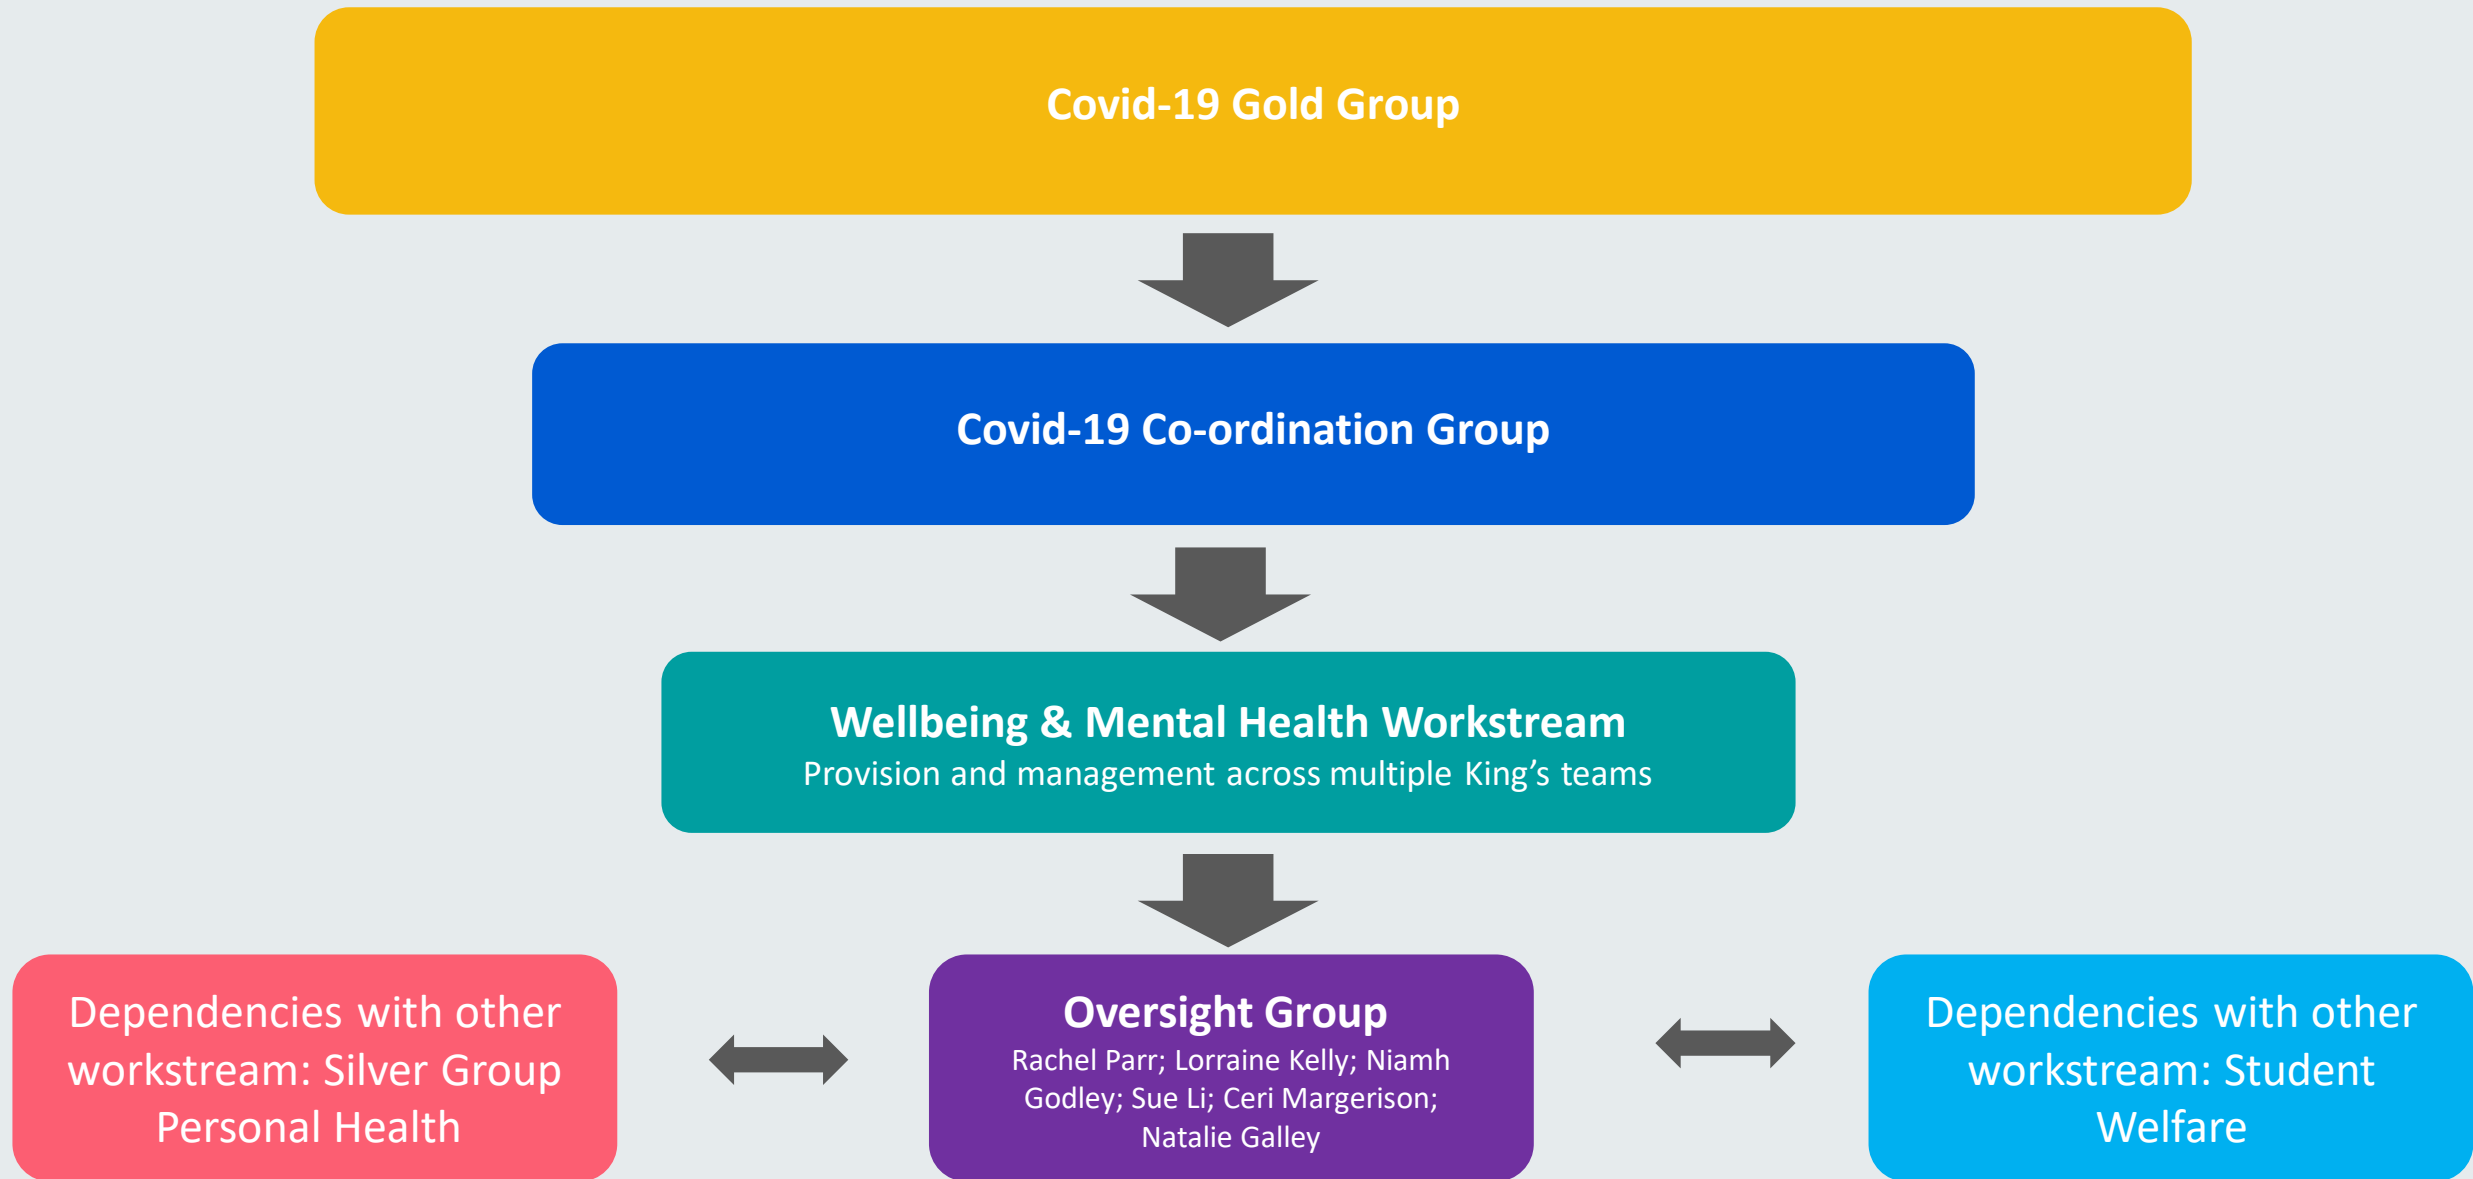 Covid-19 Gold Group
Covid-19 Co-ordination Group
Wellbeing & Mental Health Workstream
Provision and management across multiple King’s teams
Dependencies with other
workstream: Silver Group
Personal Health
Oversight Group
Rachel Parr; Lorraine Kelly; Niamh
Godley; Sue Li; Ceri Margerison;
Natalie Galley
Dependencies with other
workstream: Student
Welfare